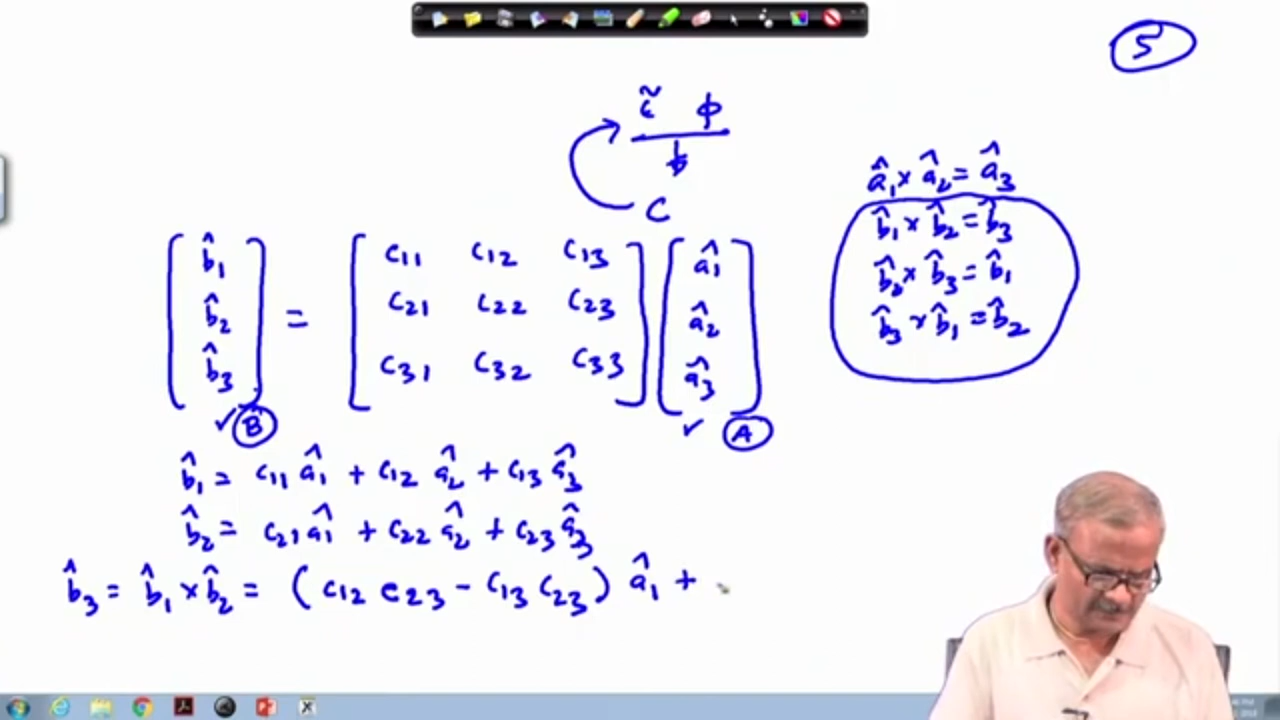 5
c̃ φ
b
C
â₁ × â₂ = â₃
b̂₁ × b̂₂ = b̂₃
b̂₂ × b̂₃ = b̂₁
b̂₃ × b̂₁ = b̂₂
b̂₁ = c₁₁ c₁₂ c₁₃ â₁
b̂₂ c₂₁ c₂₂ c₂₃ â₂
b̂₃ c₃₁ c₃₂ c₃₃ â₃
✓ B ✓ A
b̂₁ = c₁₁ â₁ + c₁₂ â₂ + c₁₃ â₃
b̂₂ = c₂₁ â₁ + c₂₂ â₂ + c₂₃ â₃
b̂₃ = b̂₁ × b̂₂ = (c₁₂ c₂₃ - c₁₃ c₂₃) â₁ +